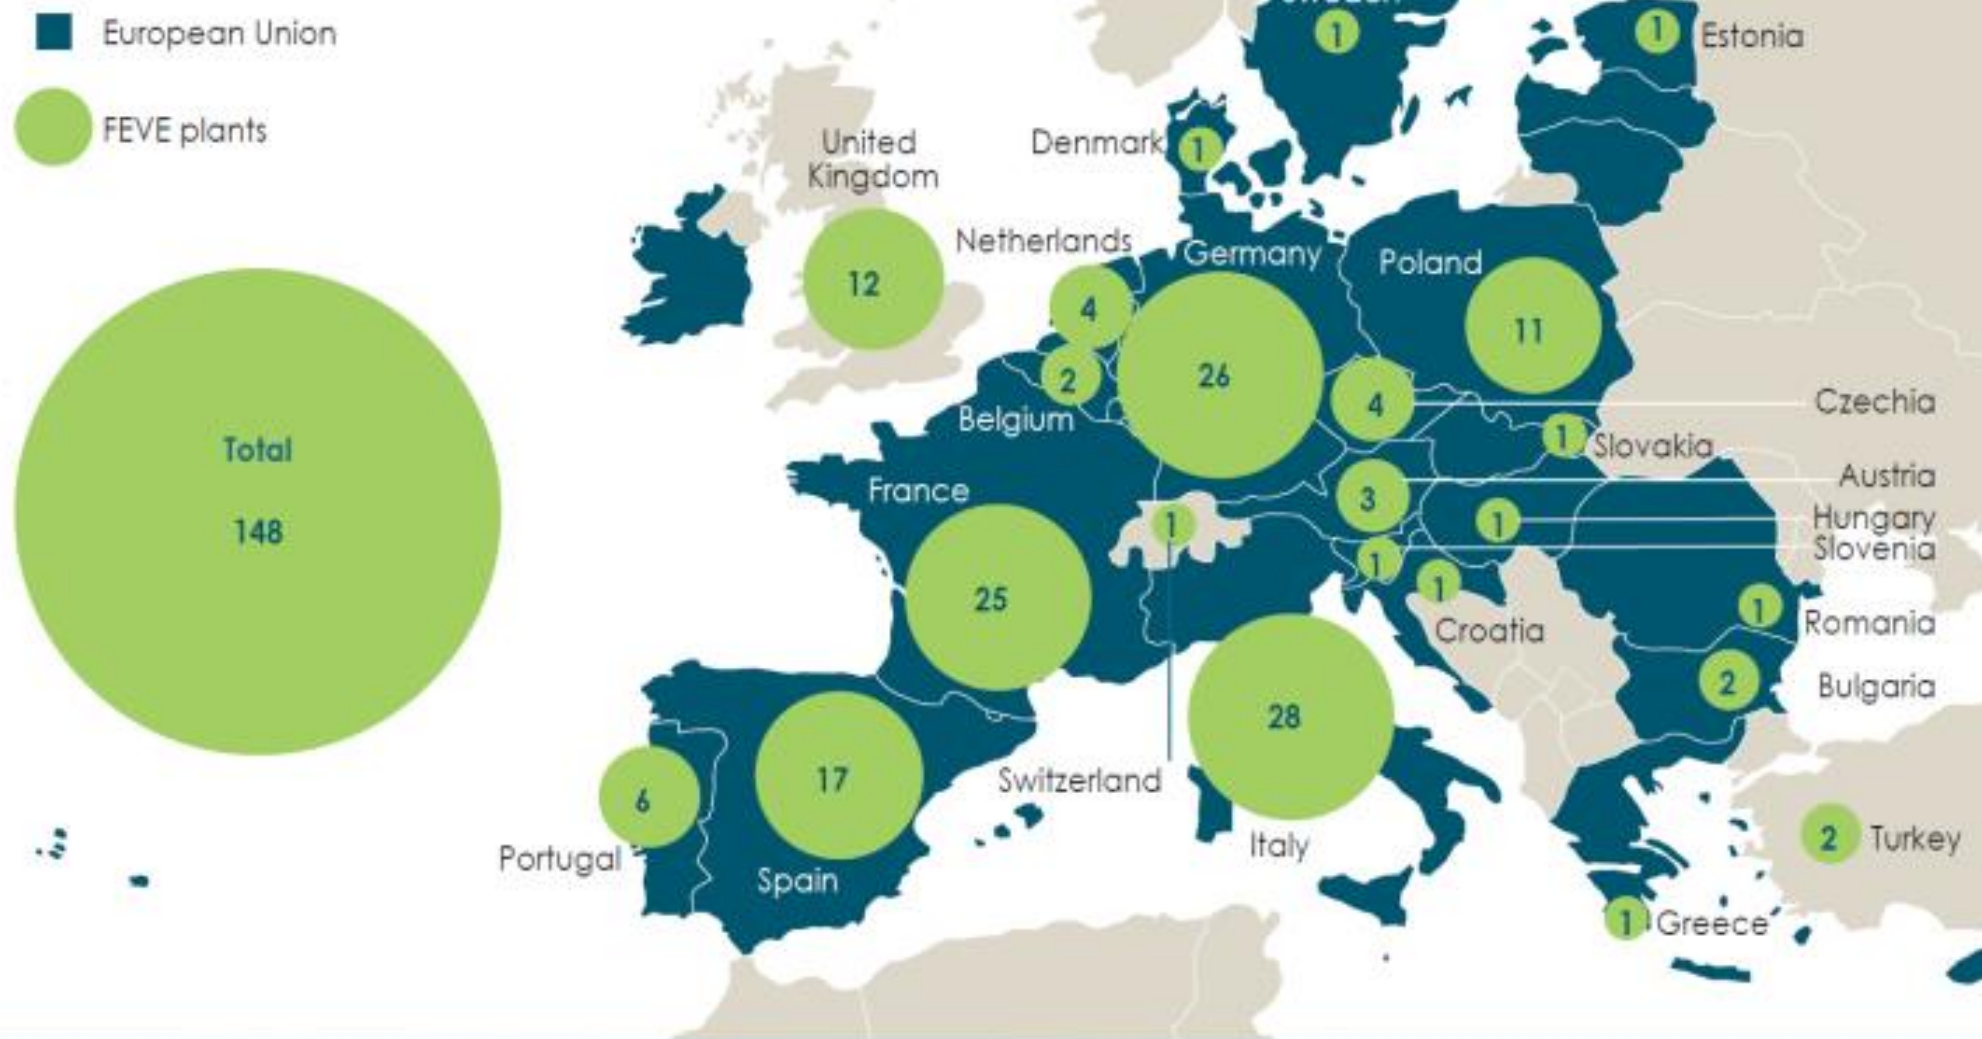 European Union
FEVE plants
Total
148
1
1
Estonia
Denmark
1
United
Kingdom
12
Netherlands
4
Germany
26
Poland
11
2
Belgium
4
Czechia
1
Slovakia
France
25
3
Austria
1
Hungary
1
Slovenia
1
Switzerland
1
Croatia
1
Romania
2
Bulgaria
6
Portugal
17
Spain
28
Italy
2
Turkey
1
Greece